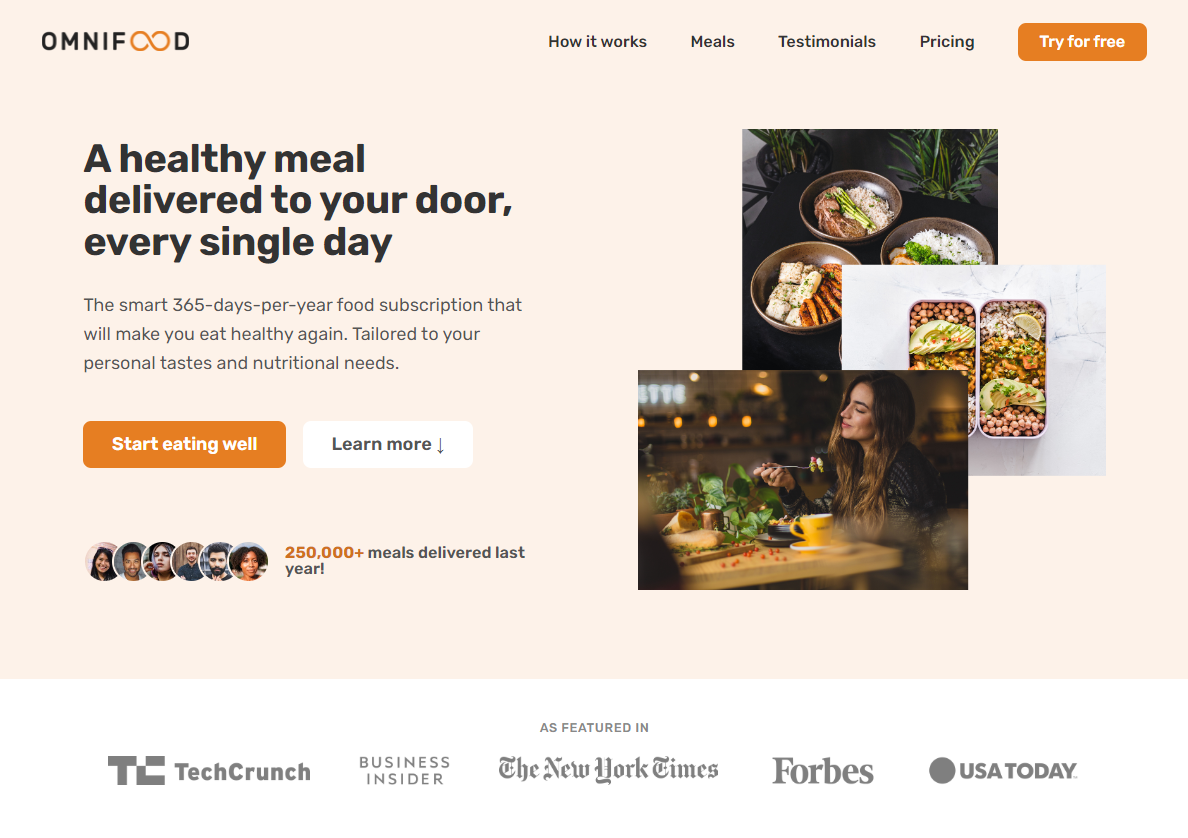 OMNIFOOD
How it works
Meals
Testimonials
Pricing
Try for free
A healthy meal
delivered to your door,
every single day
The smart 365-days-per-year food subscription that
will make you eat healthy again. Tailored to your
personal tastes and nutritional needs.
Start eating well
Learn more ↓
250,000+ meals delivered last
year!
AS FEATURED IN
TC TechCrunch
BUSINESS
INSIDER
The New York Times
Forbes
USA TODAY